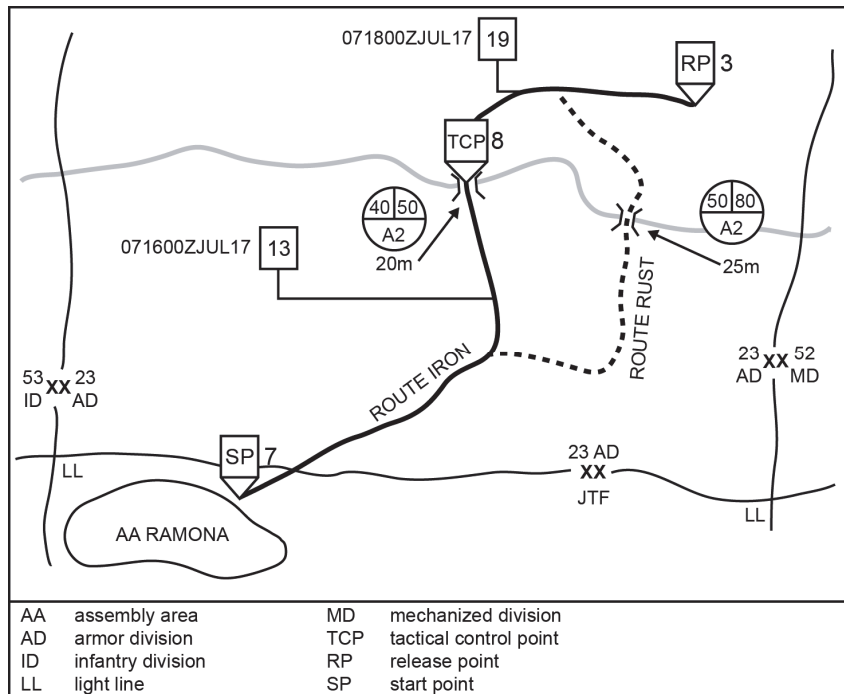 071800ZJUL17 19
RP 3
TCP 8
40 50
A2
20m
50 80
A2
25m
071600ZJUL17 13
ROUTE RUST
ROUTE IRON
53 XX 23
ID AD
23 XX 52
AD MD
SP 7
LL
23 AD
XX
JTF
LL
AA RAMONA
AA assembly area
AD armor division
ID infantry division
LL light line
MD mechanized division
TCP tactical control point
RP release point
SP start point